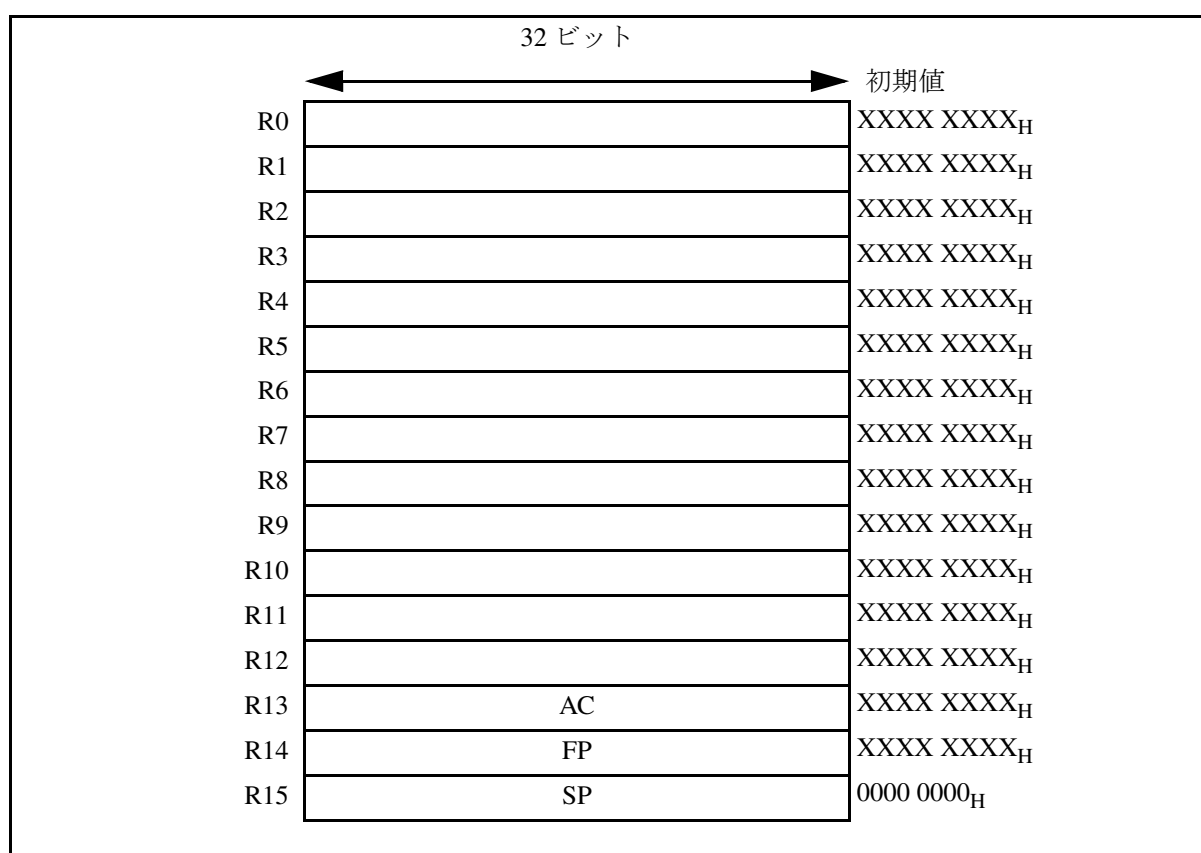 32 ビット
初期値
R0 XXXX XXXXH
R1 XXXX XXXXH
R2 XXXX XXXXH
R3 XXXX XXXXH
R4 XXXX XXXXH
R5 XXXX XXXXH
R6 XXXX XXXXH
R7 XXXX XXXXH
R8 XXXX XXXXH
R9 XXXX XXXXH
R10 XXXX XXXXH
R11 XXXX XXXXH
R12 XXXX XXXXH
R13 AC XXXX XXXXH
R14 FP XXXX XXXXH
R15 SP 0000 0000H